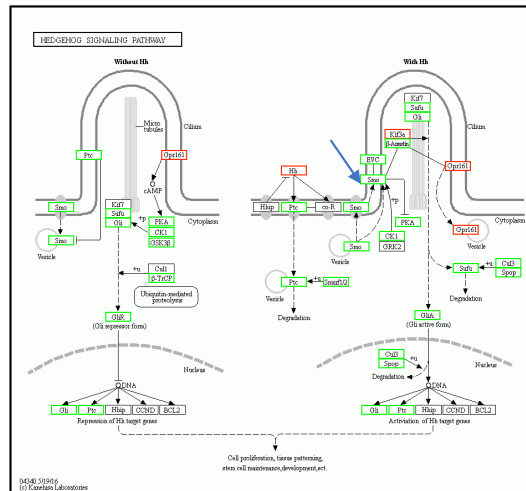 HEDGEHOG SIGNALING PATHWAY
Without Hh
With Hh
Micro
tubules
Cilium
Ptc
Gpr161
cAMP
Smo
Kif7
Sufu
Gli
+p
PKA
CK1
GSK3β
Cytoplasm
Smo
Vesicle
Cul1
β-TrCP
+u
Ubiquitin-mediated
proteolysis
GliR
(Gli repressor form)
Nucleus
DNA
Gli
Ptc
Hhip
CCND
BCL2
Repression of Hh target genes
Kif7
Sufu
Gli
Cilium
Kif3a
β-Arrestin
EVC
Smo
Gpr161
Hh
Hhip
Ptc
co-R
Smo
+p
PKA
CK1
GRK2
Cytoplasm
Smo
Vesicle
Gpr161
Vesicle
Vesicle
Ptc
+u
Smurf1/2
Degradation
Sufu
+u
Cul3
Spop
Degradation
GliA
(Gli active form)
Cul3
Spop
+u
Degradation
Nucleus
DNA
Gli
Ptc
Hhip
CCND
BCL2
Activiation of Hh target genes
Cell proliferation, tissue patterning,
stem cell maintenance,development,ect.
04340 5/19/16
(c) Kanehisa Laboratories